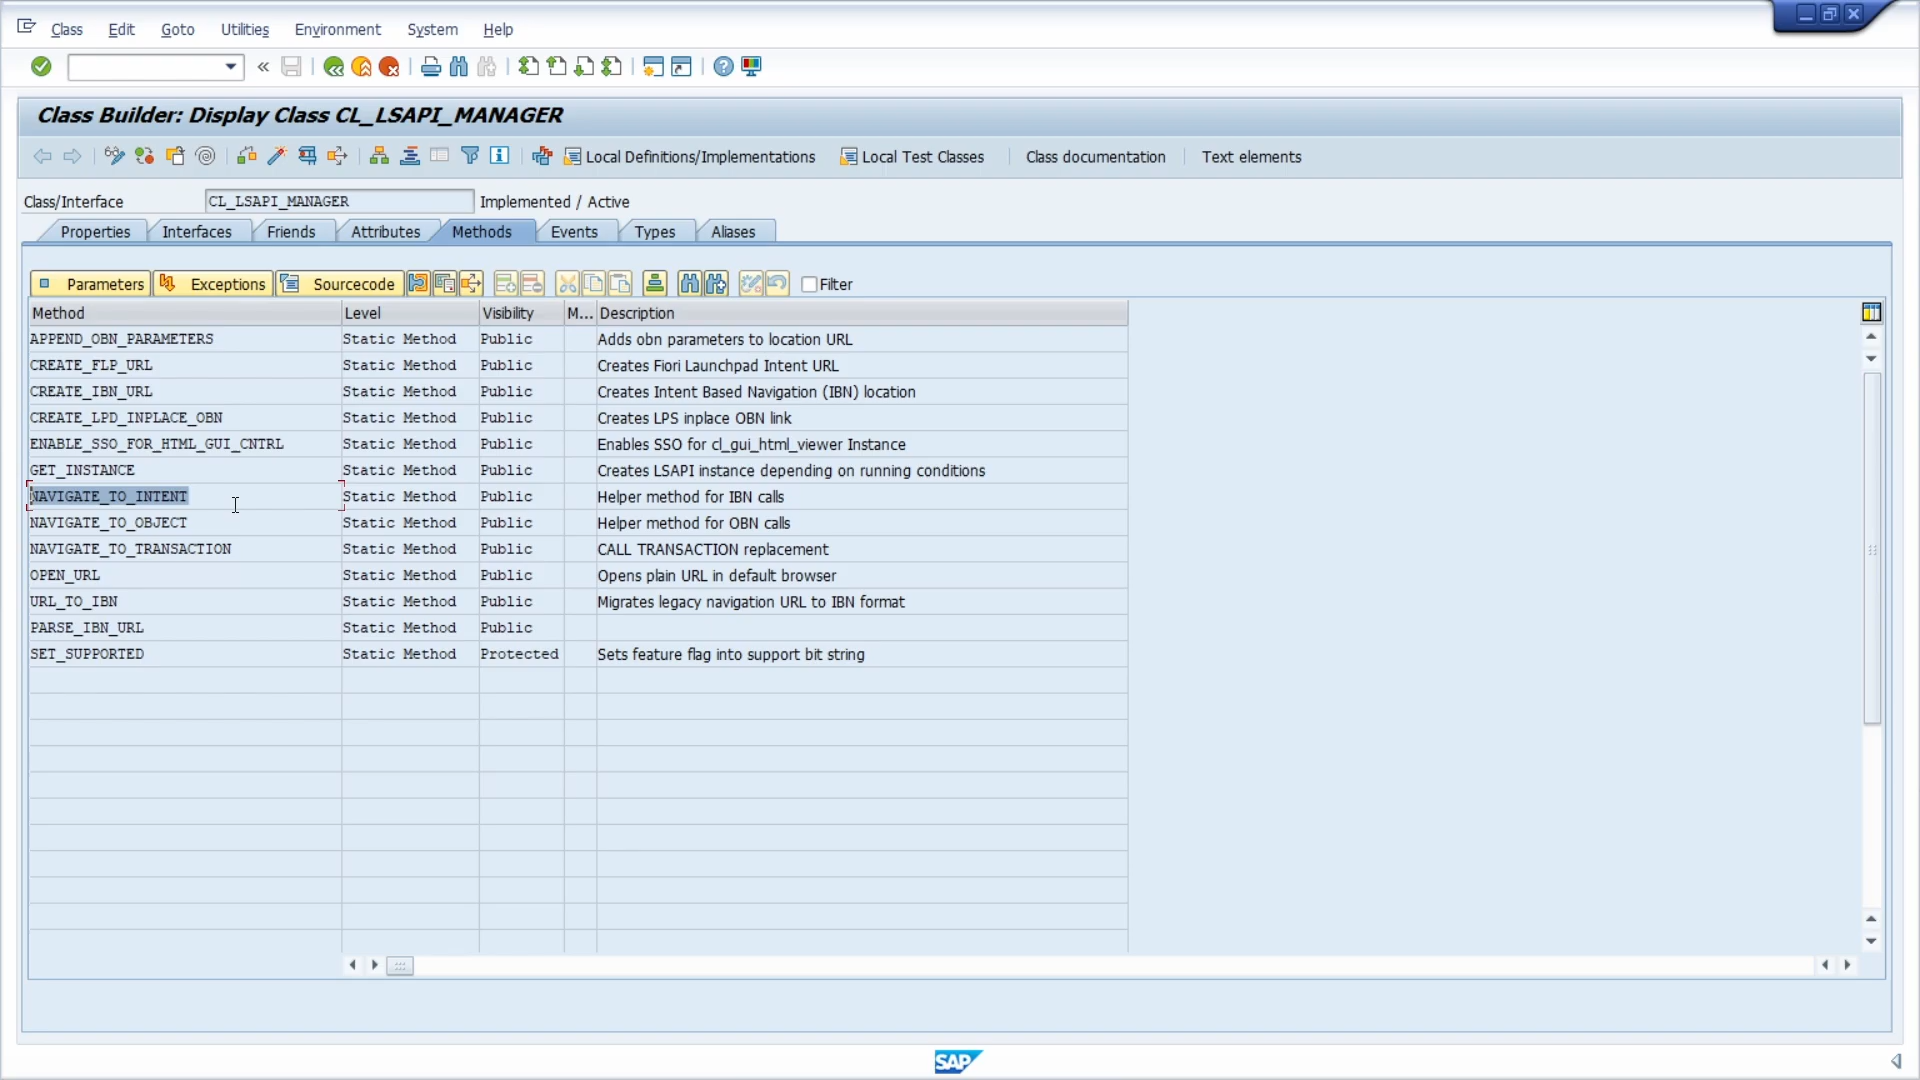 Class Edit Goto Utilities Environment System Help
Class Builder: Display Class CL_LSAPI_MANAGER
Local Definitions/Implementations Local Test Classes Class documentation Text elements
Class/Interface CL_LSAPI_MANAGER Implemented / Active
Properties Interfaces Friends Attributes Methods Events Types Aliases
Parameters Exceptions Sourcecode Filter
Method Level Visibility M... Description
APPEND_OBN_PARAMETERS Static Method Public Adds obn parameters to location URL
CREATE_FLP_URL Static Method Public Creates Fiori Launchpad Intent URL
CREATE_IBN_URL Static Method Public Creates Intent Based Navigation (IBN) location
CREATE_LPD_INPLACE_OBN Static Method Public Creates LPS inplace OBN link
ENABLE_SSO_FOR_HTML_GUI_CNTRL Static Method Public Enables SSO for cl_gui_html_viewer Instance
GET_INSTANCE Static Method Public Creates LSAPI instance depending on running conditions
NAVIGATE_TO_INTENT Static Method Public Helper method for IBN calls
NAVIGATE_TO_OBJECT Static Method Public Helper method for OBN calls
NAVIGATE_TO_TRANSACTION Static Method Public CALL TRANSACTION replacement
OPEN_URL Static Method Public Opens plain URL in default browser
URL_TO_IBN Static Method Public Migrates legacy navigation URL to IBN format
PARSE_IBN_URL Static Method Public
SET_SUPPORTED Static Method Protected Sets feature flag into support bit string
SAP